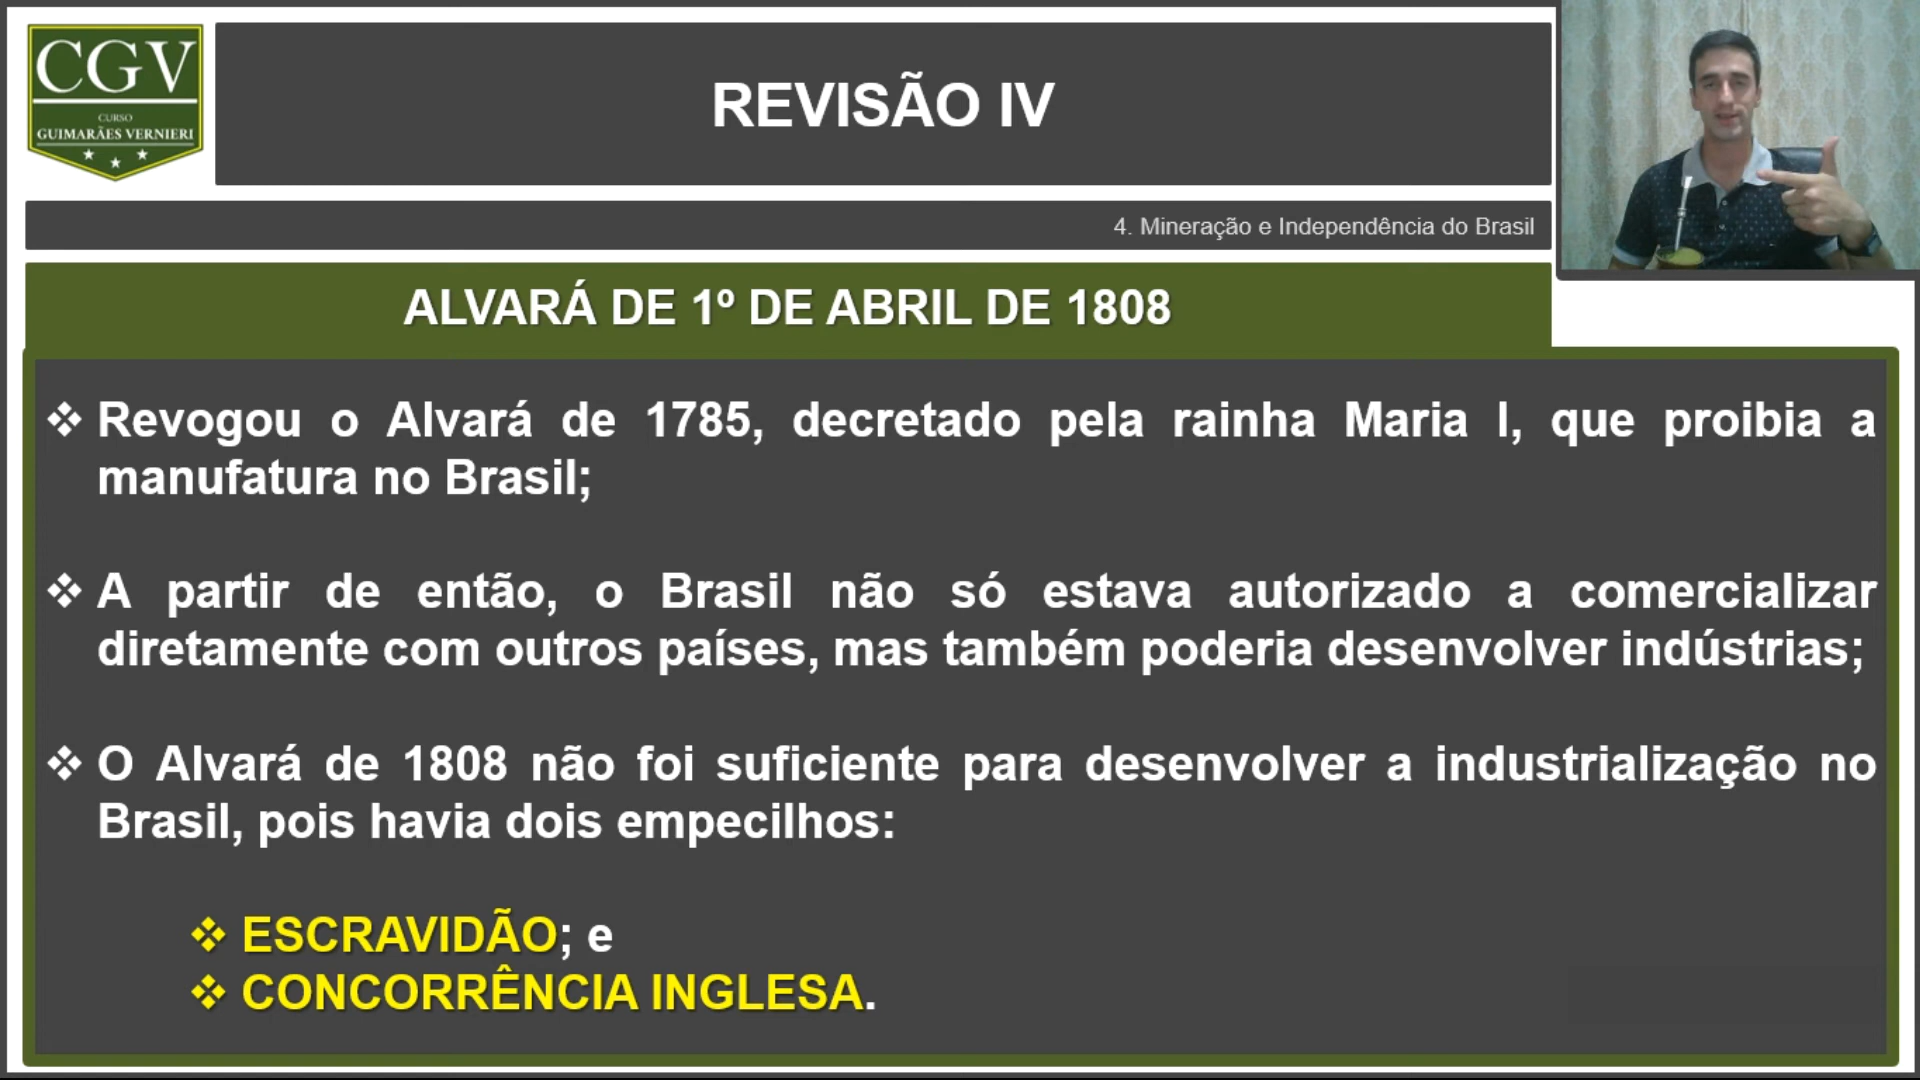 CGV
CURSO
GUIMARÃES VERNIERI
REVISÃO IV
4. Mineração e Independência do Brasil
ALVARÁ DE 1º DE ABRIL DE 1808
❖ Revogou o Alvará de 1785, decretado pela rainha Maria I, que proibia a
manufatura no Brasil;
❖ A partir de então, o Brasil não só estava autorizado a comercializar
diretamente com outros países, mas também poderia desenvolver indústrias;
❖ O Alvará de 1808 não foi suficiente para desenvolver a industrialização no
Brasil, pois havia dois empecilhos:
❖ ESCRAVIDÃO; e
❖ CONCORRÊNCIA INGLESA.